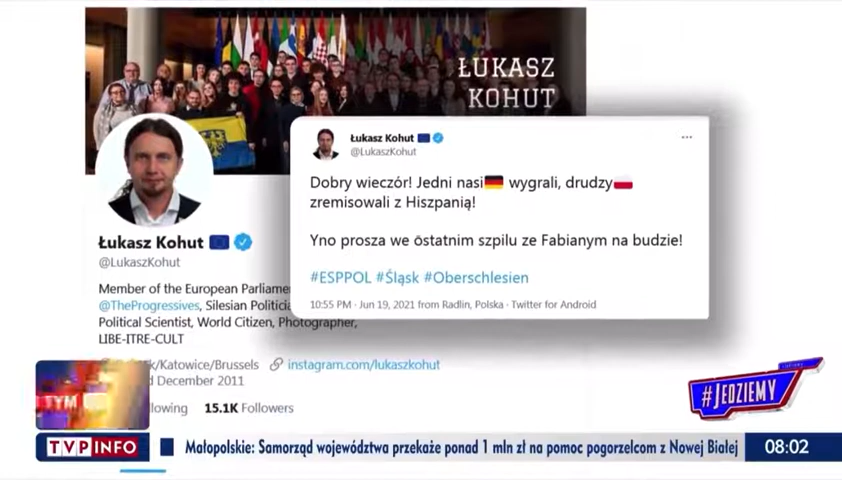 ŁUKASZ
KOHUT
Łukasz Kohut
@LukaszKohut
Dobry wieczór! Jedni nasi🇩🇪 wygrali, drudzy🇵🇱
zremisowali z Hiszpanią!
Yno prosza we ôstatnim szpilu ze Fabianym na budzie!
#ESPPOL #Śląsk #Oberschlesien
10:55 PM · Jun 19, 2021 from Radlin, Polska · Twitter for Android
Łukasz Kohut
@LukaszKohut
Member of the European
@TheProgressives, Silesian
Political Scientist, World Citizen, Photographer,
LIBE-ITRE-CULT
/Katowice/Brussels instagram.com/lukaszkohut
December 2011
15.1K Followers
TYM
#JEDZIEMY
TVP INFO Małopolskie: Samorząd województwa przekaże ponad 1 mln zł na pomoc pogorzelcom z Nowej Białej 08:02